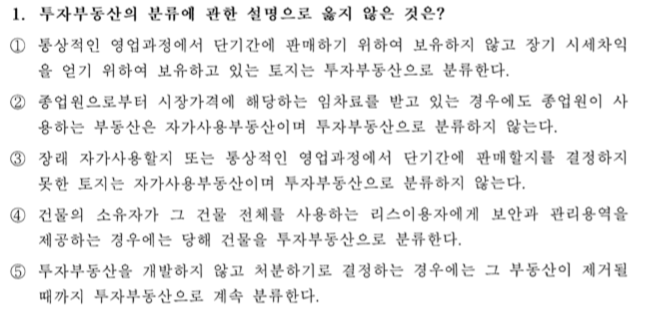 1. 투자부동산의 분류에 관한 설명으로 옳지 않은 것은?
① 통상적인 영업과정에서 단기간에 판매하기 위하여 보유하지 않고 장기 시세차익
을 얻기 위하여 보유하고 있는 토지는 투자부동산으로 분류한다.
② 종업원으로부터 시장가격에 해당하는 임차료를 받고 있는 경우에도 종업원이 사
용하는 부동산은 자가사용부동산이며 투자부동산으로 분류하지 않는다.
③ 장래 자가사용할지 또는 통상적인 영업과정에서 단기간에 판매할지를 결정하지
못한 토지는 자가사용부동산이며 투자부동산으로 분류하지 않는다.
④ 건물의 소유자가 그 건물 전체를 사용하는 리스이용자에게 보안과 관리용역을
제공하는 경우에는 당해 건물을 투자부동산으로 분류한다.
⑤ 투자부동산을 개발하지 않고 처분하기로 결정하는 경우에는 그 부동산이 제거될
때까지 투자부동산으로 계속 분류한다.